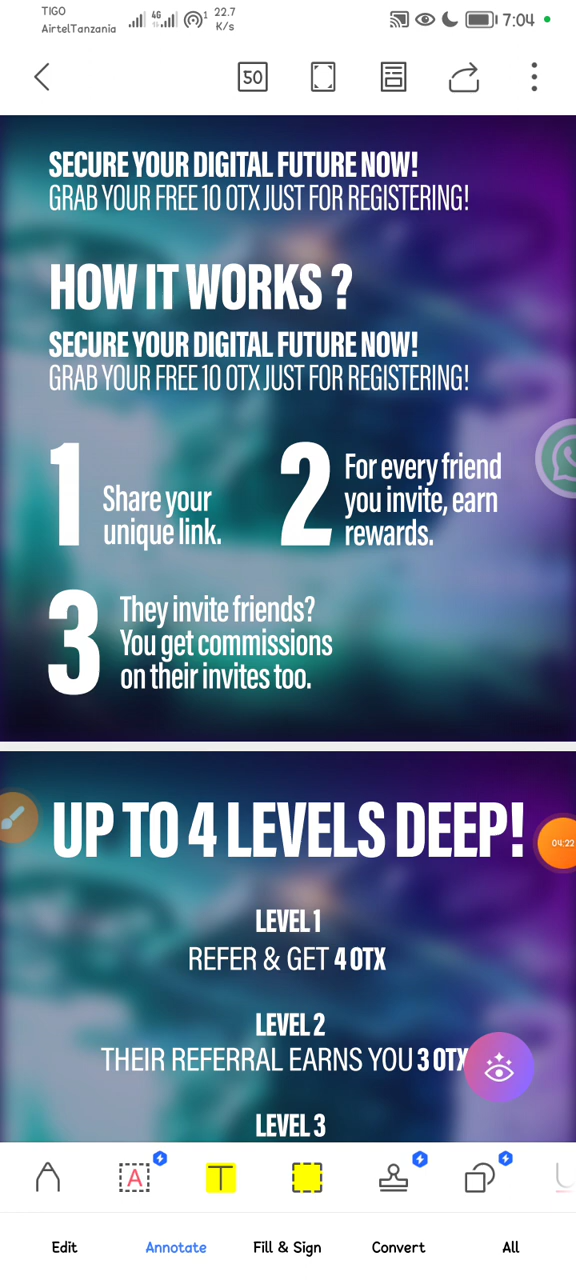 TIGO
AirtelTanzania
4G
1
22.7
K/s
7:04
50
SECURE YOUR DIGITAL FUTURE NOW!
GRAB YOUR FREE 10 OTX JUST FOR REGISTERING!
HOW IT WORKS ?
SECURE YOUR DIGITAL FUTURE NOW!
GRAB YOUR FREE 10 OTX JUST FOR REGISTERING!
1
Share your
unique link.
2
For every friend
you invite, earn
rewards.
3
They invite friends?
You get commissions
on their invites too.
UP TO 4 LEVELS DEEP!
04:22
LEVEL 1
REFER & GET 4 OTX
LEVEL 2
THEIR REFERRAL EARNS YOU 3 OTX
LEVEL 3
A
T
Edit
Annotate
Fill & Sign
Convert
All